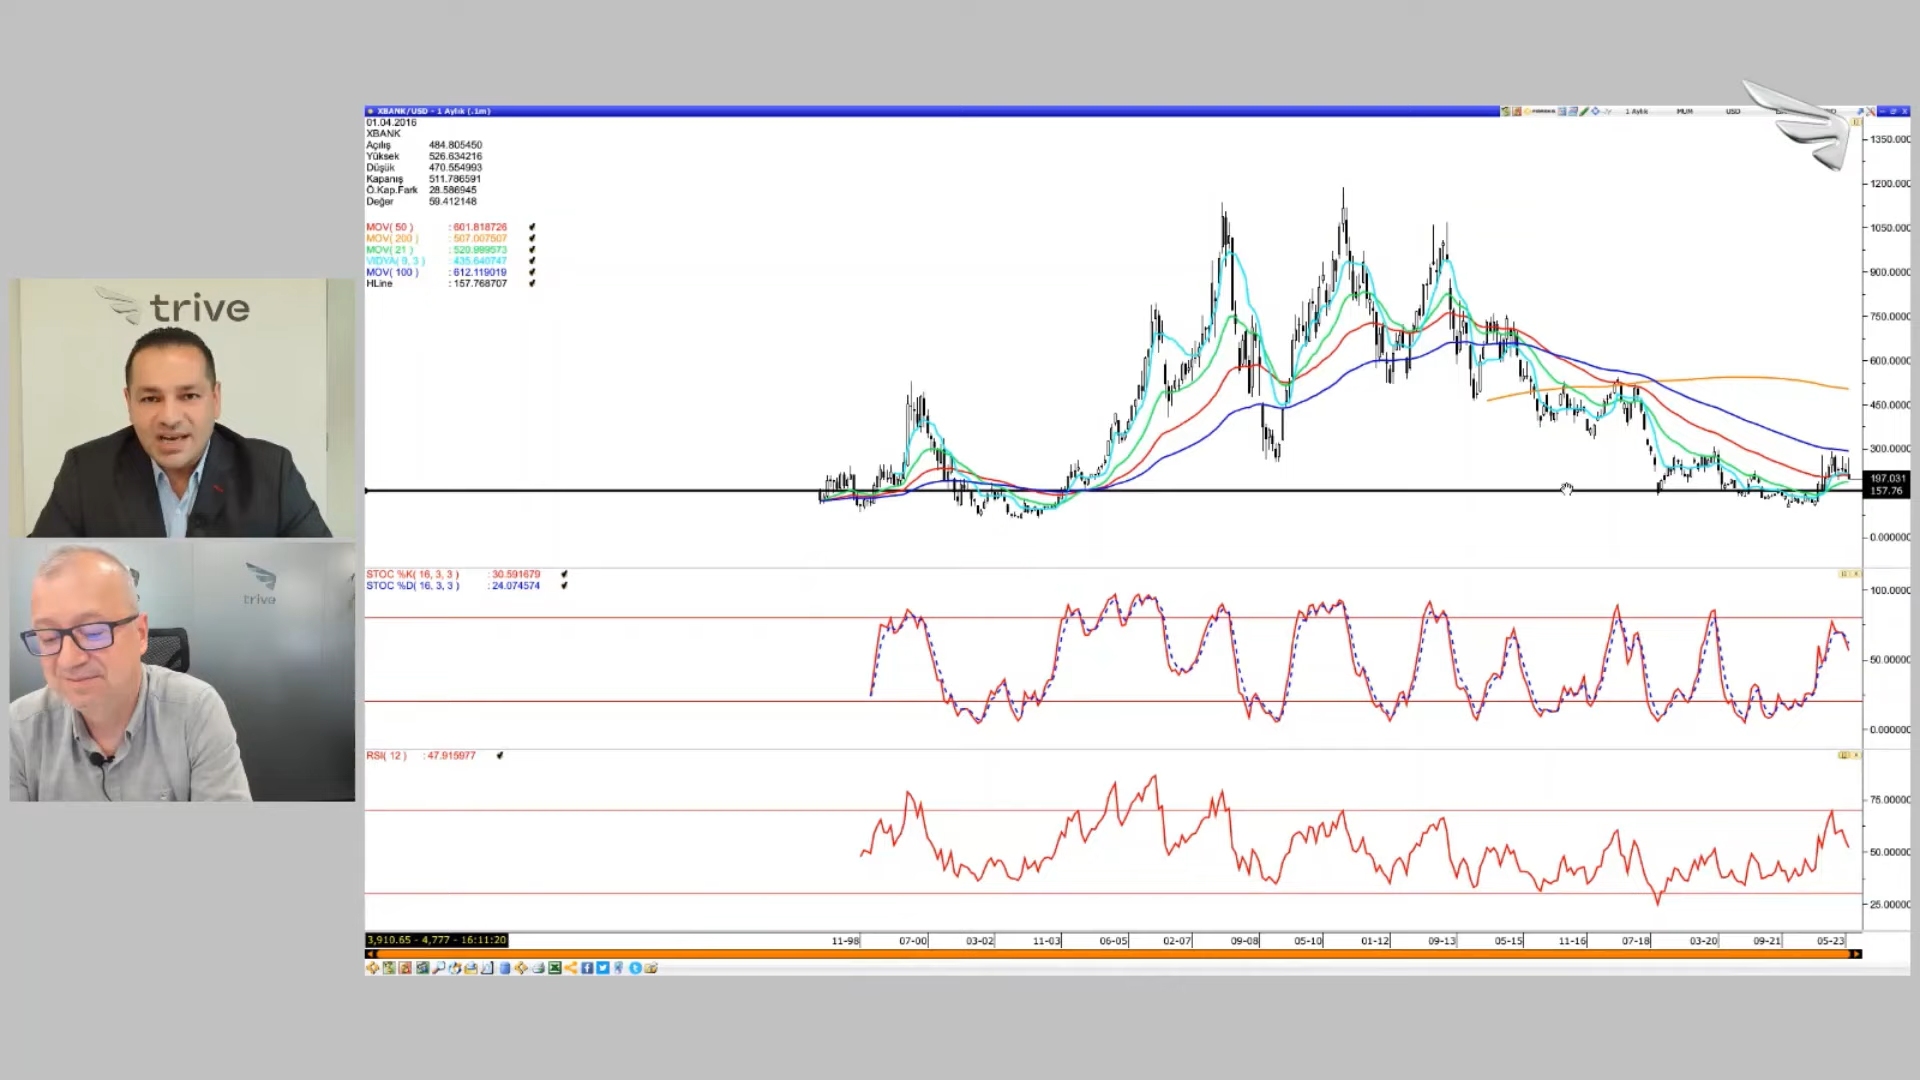 trive
trive
XBANK/USD - 1 Aylık (.1m)
1 Aylık
USD
01.04.2016
XBANK
Açılış 484.805450
Yüksek 526.634216
Düşük 470.554993
Kapanış 511.786591
Ö.Kap.Fark 28.586945
Değer 59.412148
MOV( 50 ) : 601.818726
MOV( 200 ) : 507.007507
MOV( 21 ) : 520.999573
VIDYA( 9, 3 ) : 435.640747
MOV( 100 ) : 612.119019
HLine : 157.768707
1350.0000
1200.0000
1050.0000
900.0000
750.0000
600.0000
450.0000
300.0000
197.031
157.76
0.000000
STOC %K( 16, 3, 3 ) : 30.591679
STOC %D( 16, 3, 3 ) : 24.074574
100.0000
50.00000
0.000000
RSI( 12 ) : 47.915977
75.00000
50.00000
25.00000
3,910.65 - 4,777 - 16:11:20
11-98 07-00 03-02 11-03 06-05 02-07 09-08 05-10 01-12 09-13 05-15 11-16 07-18 03-20 09-21 05-23